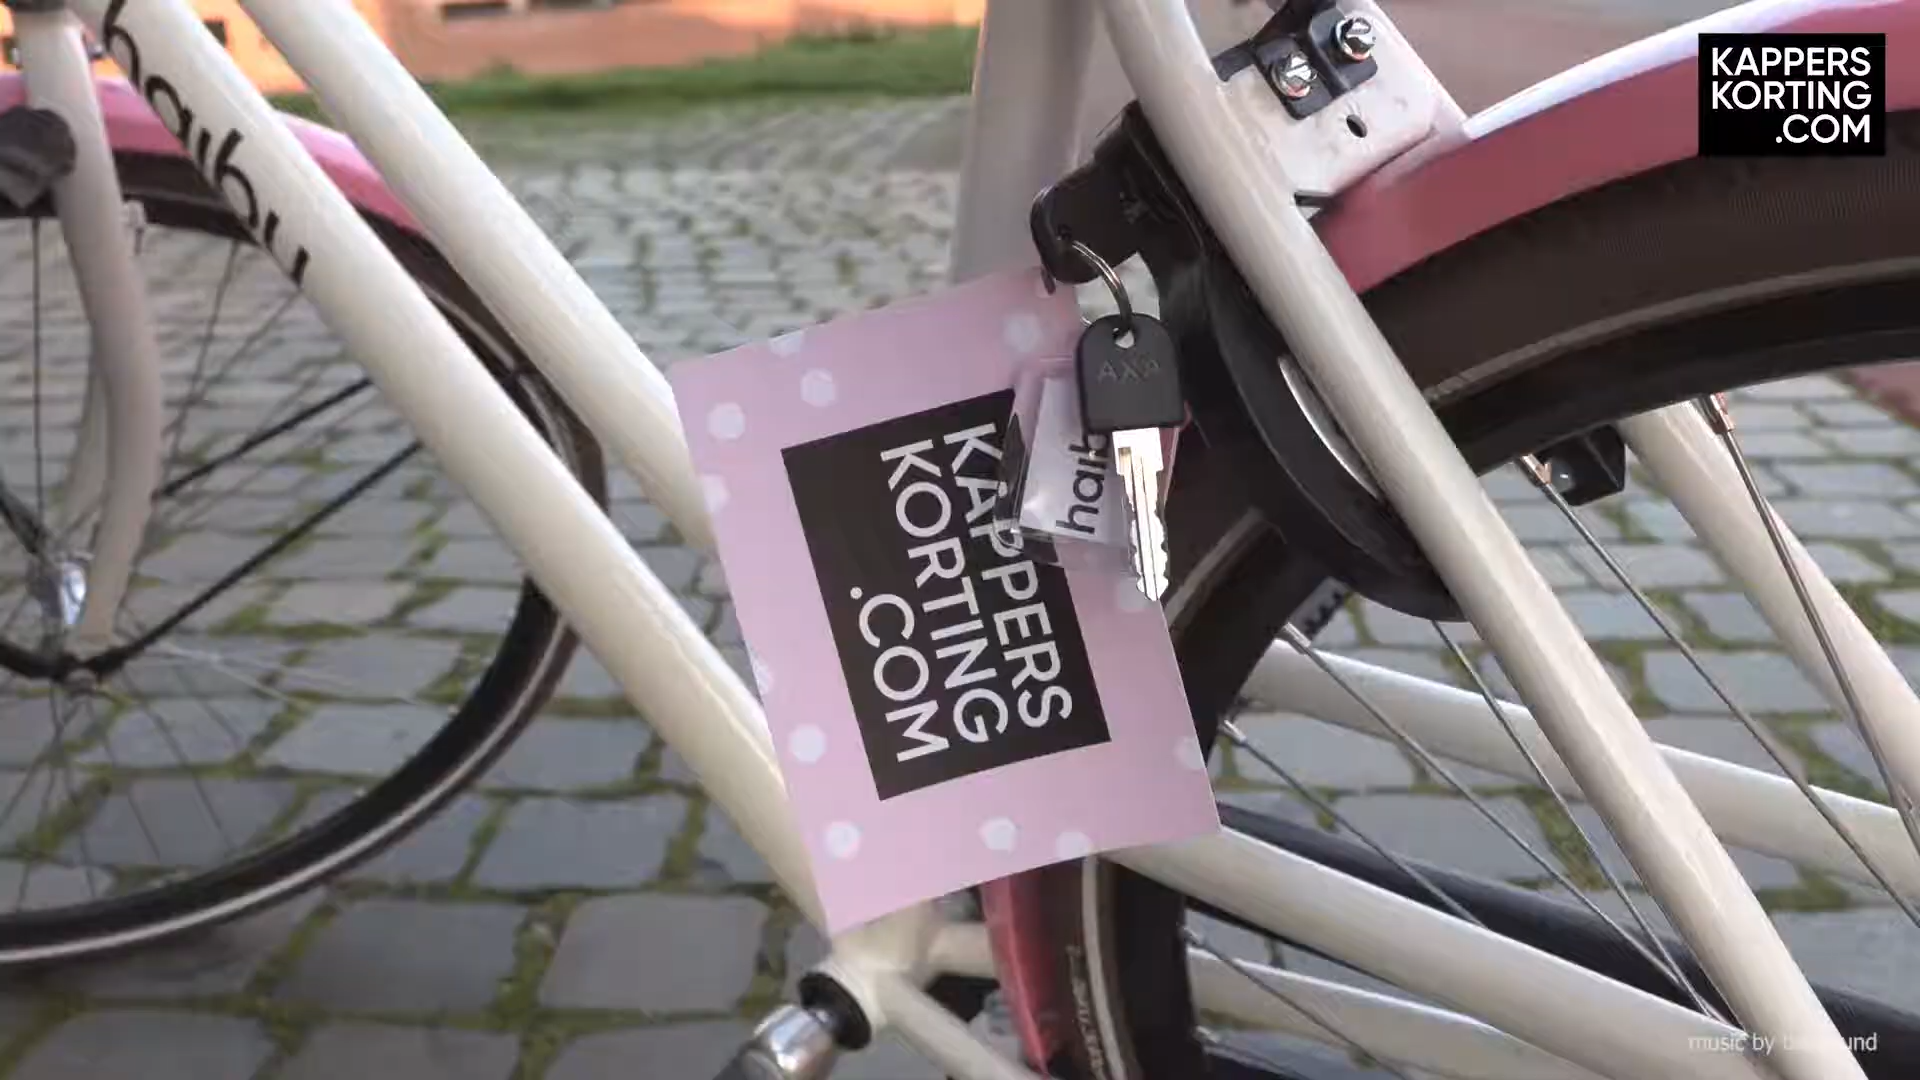 haibu
KAPPERS
KORTING
.COM
AXA
haib
KAPPERS
KORTING
.COM
music by